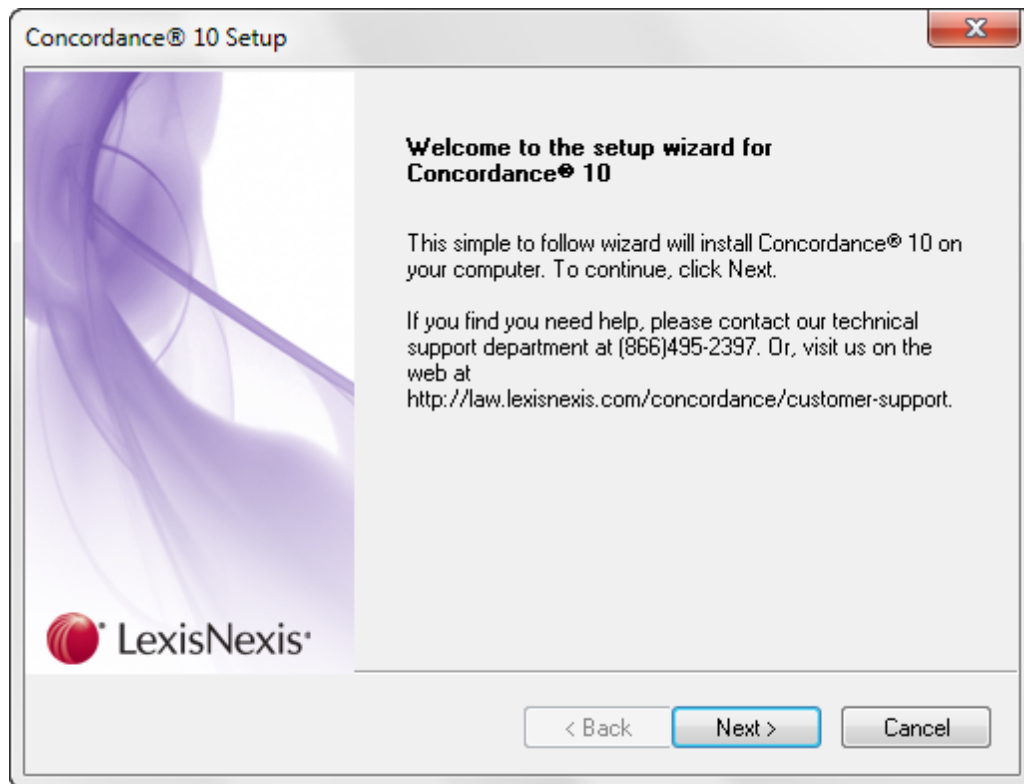 Concordance® 10 Setup
Welcome to the setup wizard for
Concordance® 10
This simple to follow wizard will install Concordance® 10 on
your computer. To continue, click Next.
If you find you need help, please contact our technical
support department at (866)495-2397. Or, visit us on the
web at
http://law.lexisnexis.com/concordance/customer-support.
LexisNexis®
< Back
Next >
Cancel